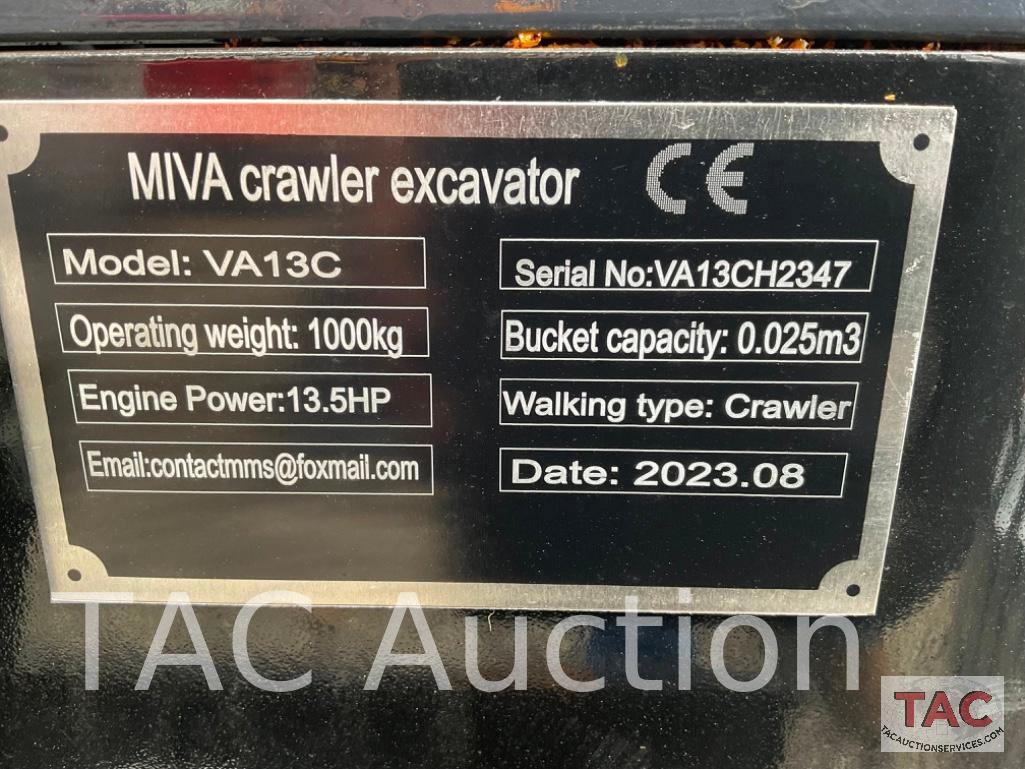 MIVA crawler excavator CE
Model: VA13C
Serial No:VA13CH2347
Operating weight: 1000kg
Bucket capacity: 0.025m3
Engine Power:13.5HP
Walking type: Crawler
Email:contactmms@foxmail.com
Date: 2023.08
TAC Auction
TAC
TACAUCTIONSERVICES.COM